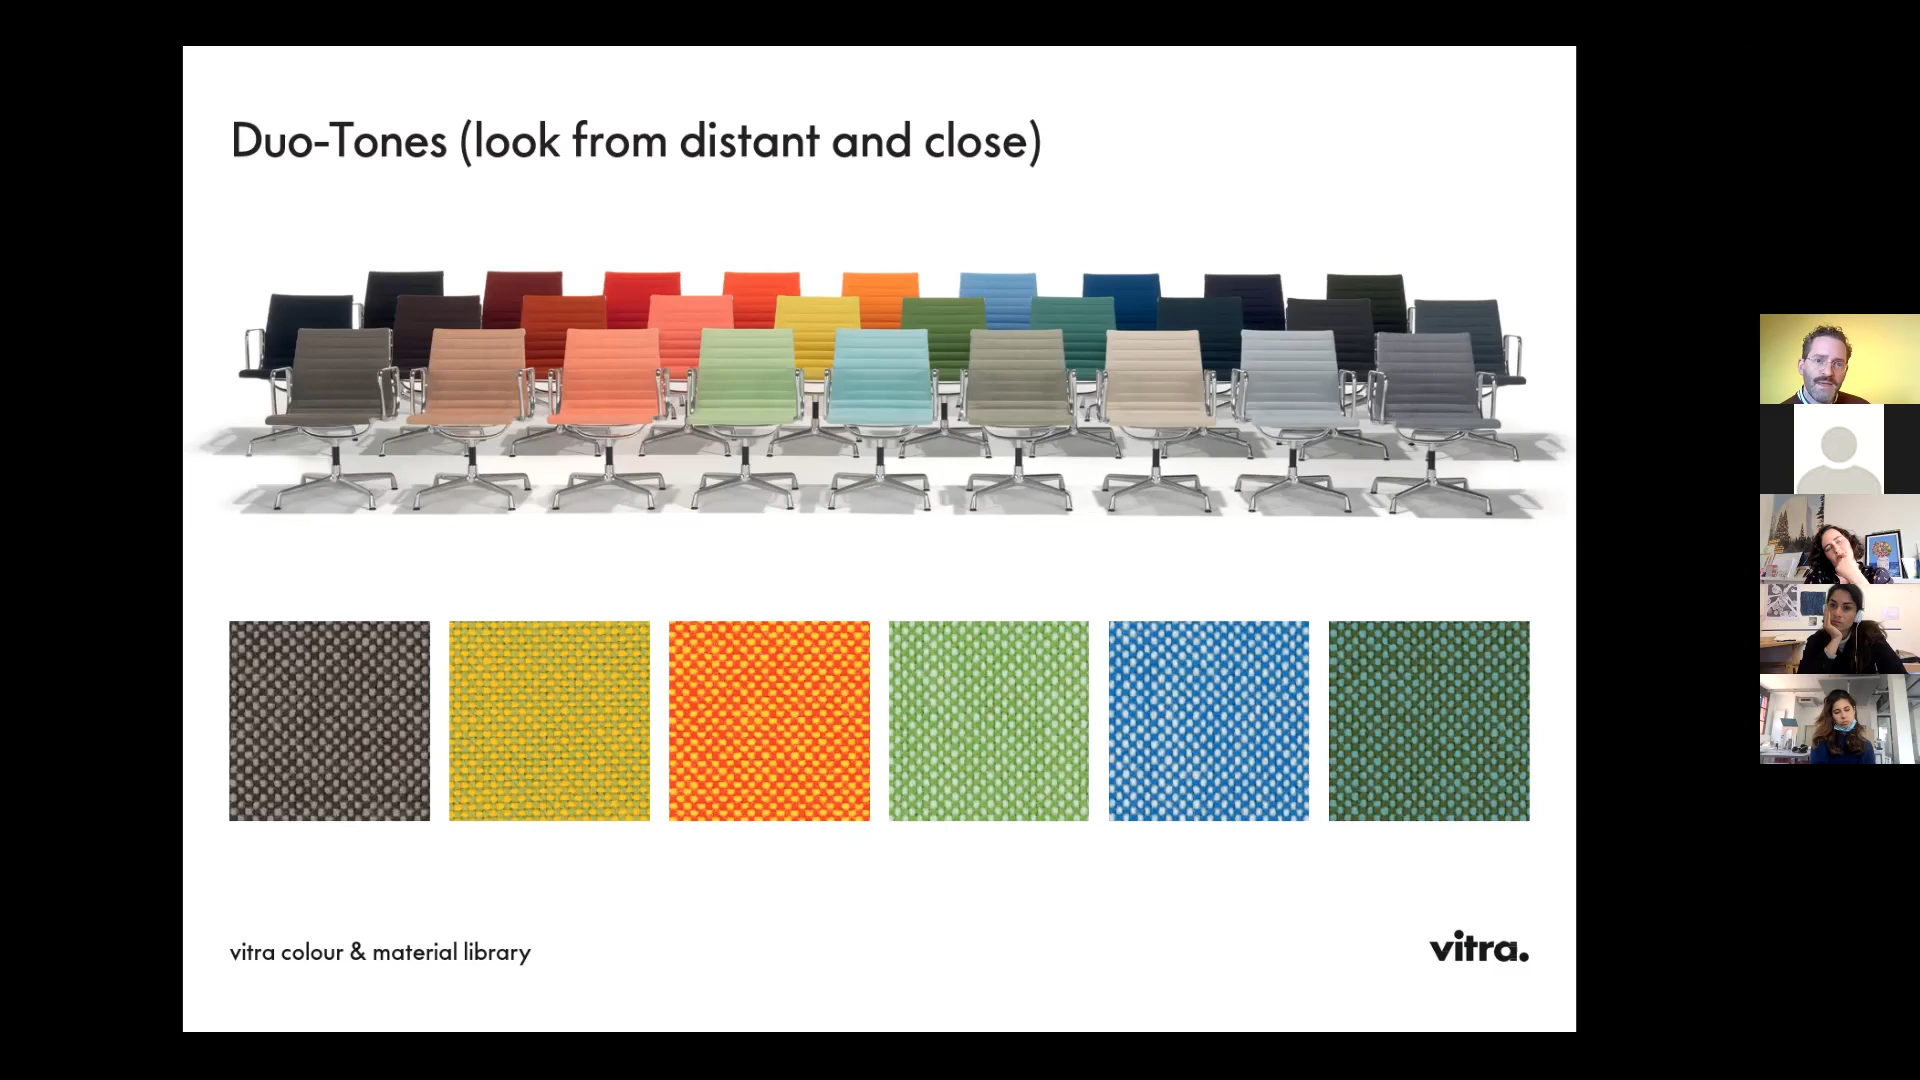 Duo-Tones (look from distant and close)
vitra colour & material library
vitra.